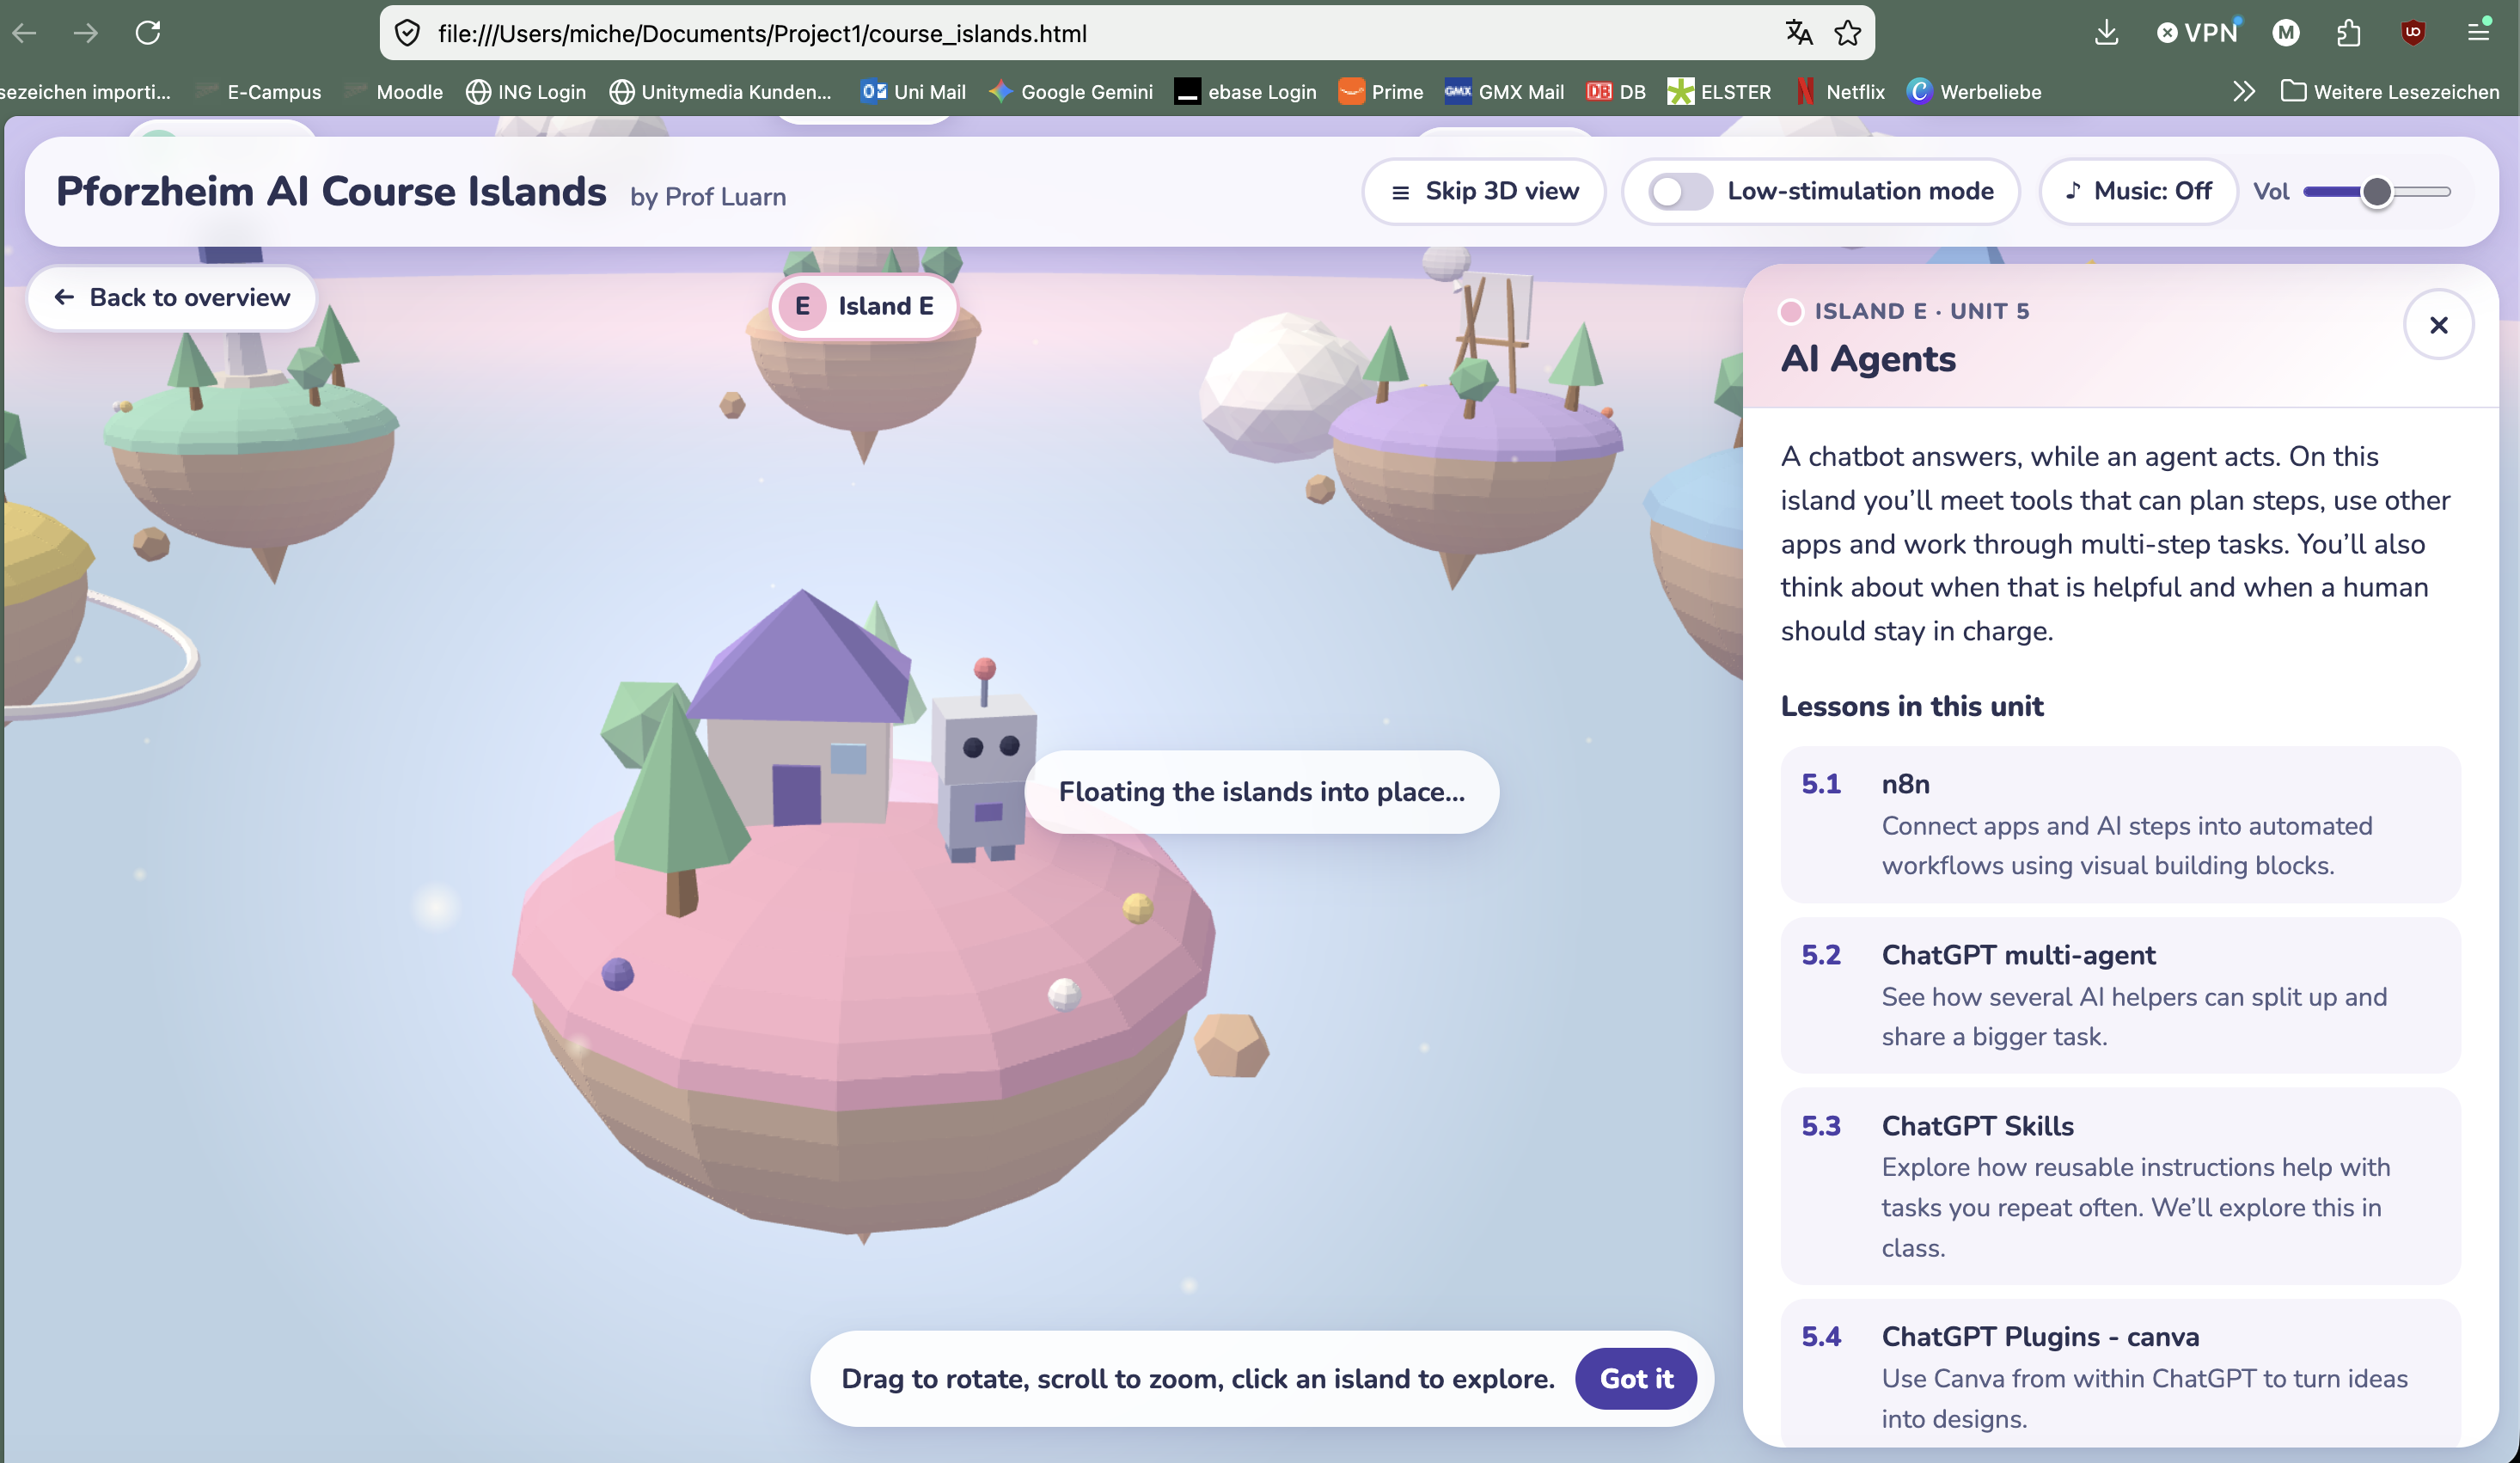 file:///Users/miche/Documents/Project1/course_islands.html
VPN
M
sezeichen importi...
E-Campus
Moodle
ING Login
Unitymedia Kunden...
Uni Mail
Google Gemini
ebase Login
Prime
GMX
GMX Mail
DB
DB
ELSTER
Netflix
Werbeliebe
Weitere Lesezeichen
Pforzheim AI Course Islands
by Prof Luarn
Skip 3D view
Low-stimulation mode
Music: Off
Vol
Back to overview
E
Island E
ISLAND E · UNIT 5
AI Agents
A chatbot answers, while an agent acts. On this
island you’ll meet tools that can plan steps, use other
apps and work through multi-step tasks. You’ll also
think about when that is helpful and when a human
should stay in charge.
Lessons in this unit
5.1 n8n
Connect apps and AI steps into automated
workflows using visual building blocks.
5.2 ChatGPT multi-agent
See how several AI helpers can split up and
share a bigger task.
5.3 ChatGPT Skills
Explore how reusable instructions help with
tasks you repeat often. We’ll explore this in
class.
5.4 ChatGPT Plugins - canva
Use Canva from within ChatGPT to turn ideas
into designs.
Floating the islands into place...
Drag to rotate, scroll to zoom, click an island to explore.
Got it